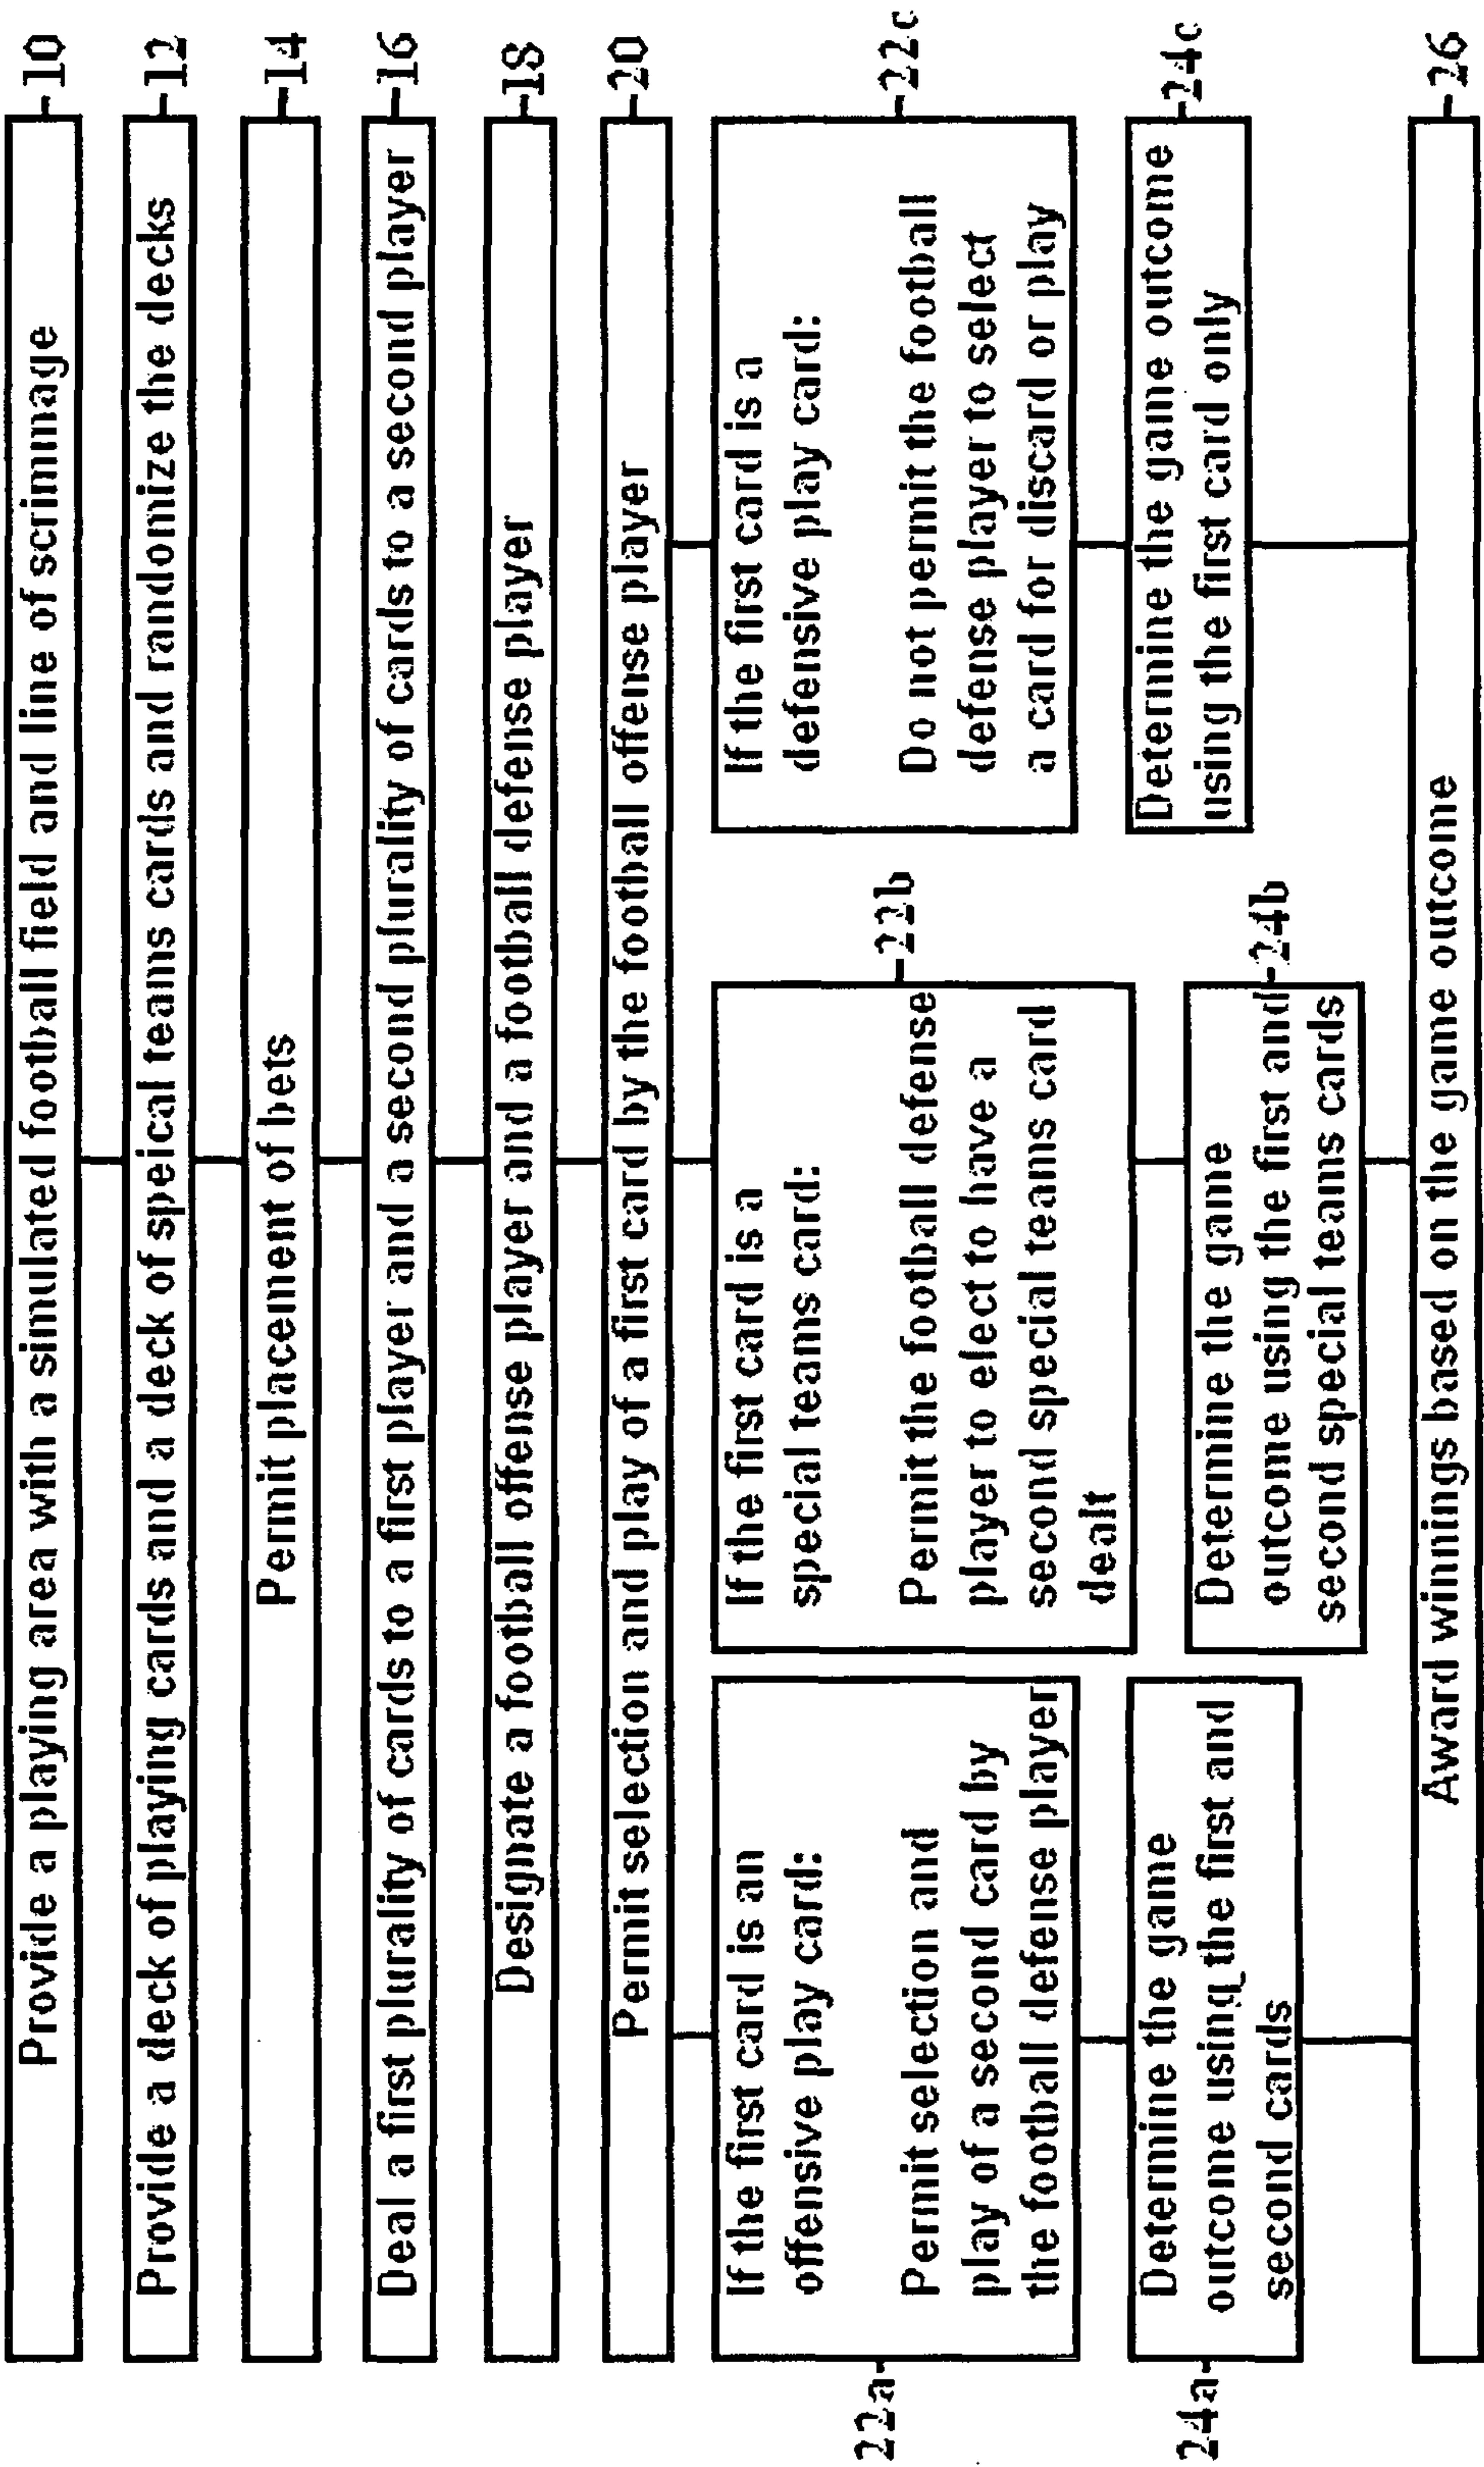 Provide a playing area with a simulated football field and line of scrimmage
10
Provide a deck of playing cards and a deck of speical teams cards and randomize the decks
12
Permit placement of bets
14
Deal a first plurality of cards to a first player and a second plurality of cards to a second player
16
Designate a football offense player and a football defense player
18
Permit selection and play of a first card by the football offense player
20
22a
If the first card is an
offensive play card:
Permit selection and
play of a second card by
the football defense player
If the first card is a
special teams card:
Permit the football defense
player to elect to have a
second special teams card
dealt
22b
If the first card is a
defensive play card:
Do not permit the football
defense player to select
a card for discard or play
22c
24a
Determine the game
outcome using the first and
second cards
Determine the game
outcome using the first and
second special teams cards
24b
Determine the game outcome
using the first card only
24c
Award winnings based on the game outcome
26